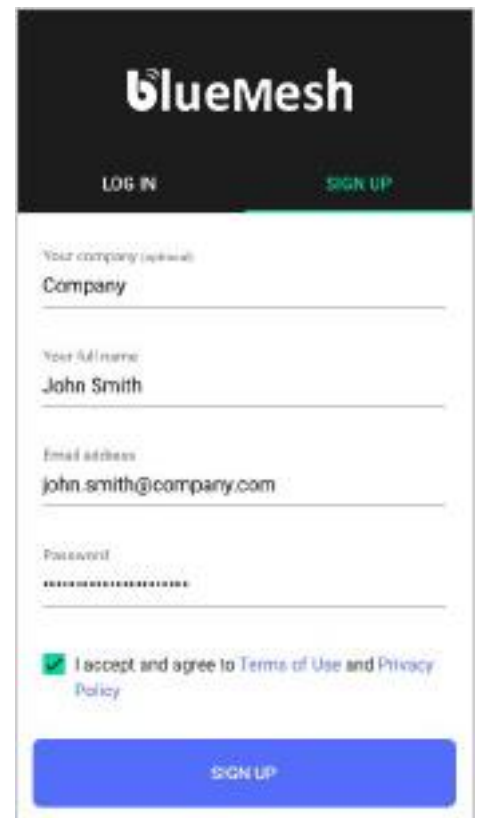 blueMesh
LOG IN SIGN UP
Your company (optional)
Company
Your full name
John Smith
Email address
john.smith@company.com
Password
I accept and agree to Terms of Use and Privacy
Policy
SIGN UP